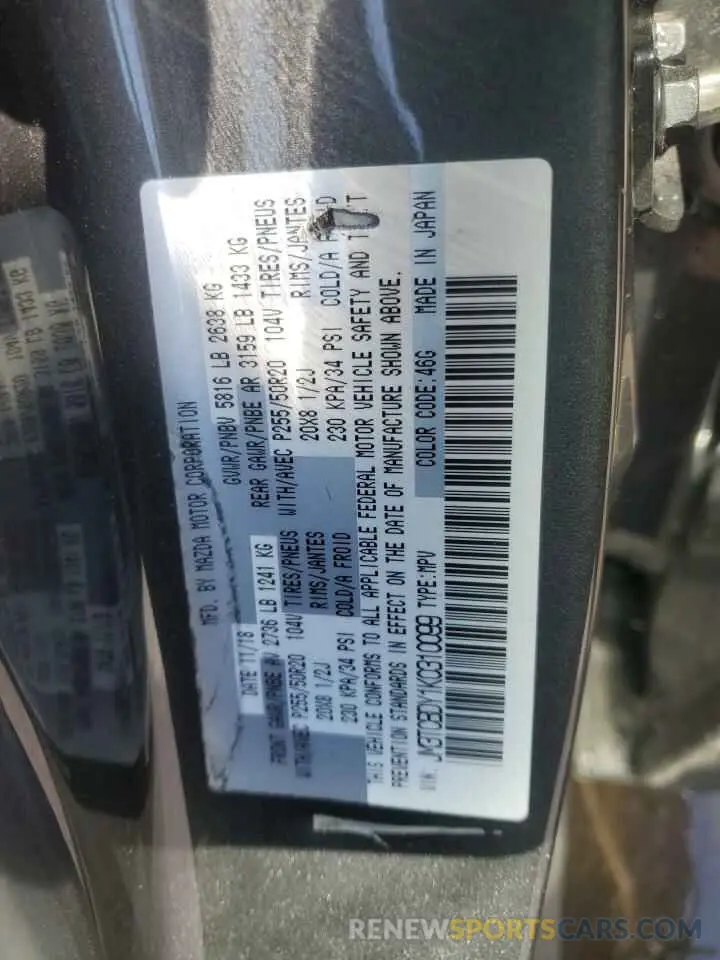 MFD. BY MAZDA MOTOR CORPORATION
DATE 11/18 GVWR/PNBV 5816 LB 2638 KG
FRONT GAWR/PNBE AV 2736 LB 1241 KG REAR GAWR/PNBE AR 3159 LB 1433 KG
WITH/AVEC P255/50R20 104V TIRES/PNEUS WITH/AVEC P255/50R20 104V TIRES/PNEUS
20X8 1/2J RIMS/JANTES 20X8 1/2J RIMS/JANTES
230 KPA/34 PSI COLD/A FROID 230 KPA/34 PSI COLD/A
THIS VEHICLE CONFORMS TO ALL APPLICABLE FEDERAL MOTOR VEHICLE SAFETY AND
PREVENTION STANDARDS IN EFFECT ON THE DATE OF MANUFACTURE SHOWN ABOVE.
VIN: JM3TCBDY1K0310099 TYPE:MPV COLOR CODE:46G MADE IN JAPAN
RENEWSPORTSCARS.COM